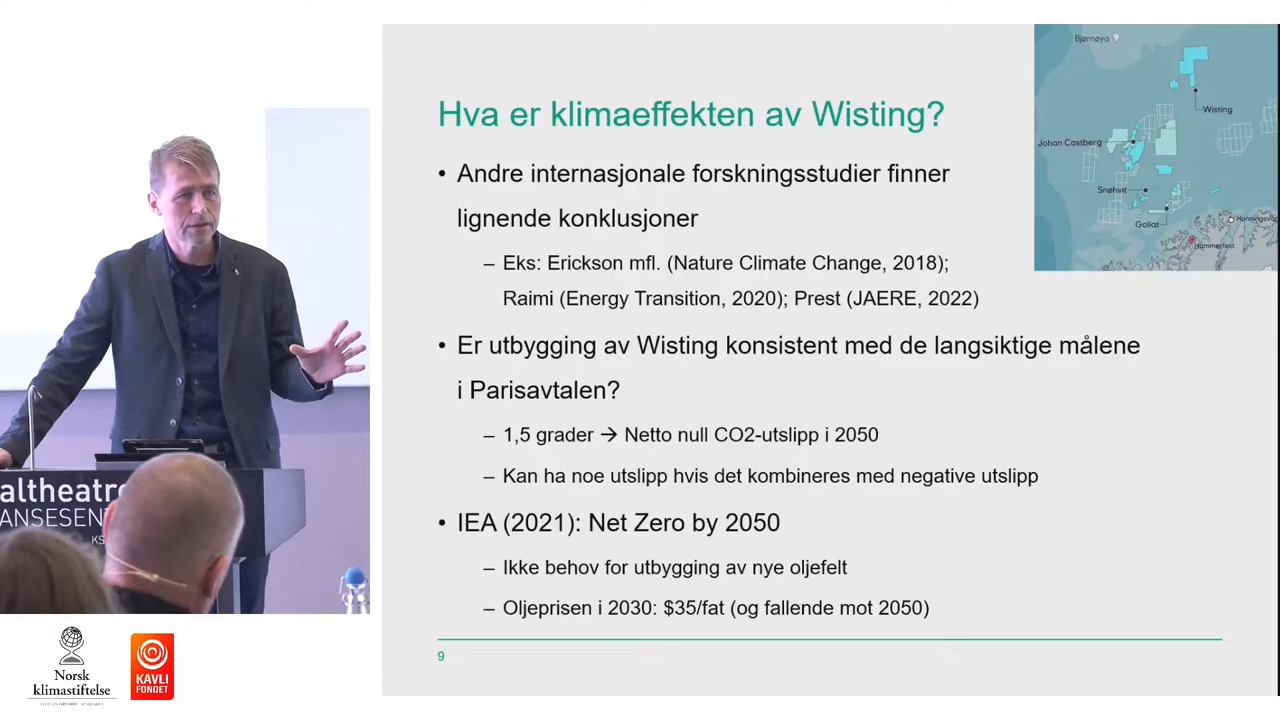 Hva er klimaeffekten av Wisting?
• Andre internasjonale forskningsstudier finner
lignende konklusjoner
– Eks: Erickson mfl. (Nature Climate Change, 2018);
Raimi (Energy Transition, 2020); Prest (JAERE, 2022)
• Er utbygging av Wisting konsistent med de langsiktige målene
i Parisavtalen?
– 1,5 grader → Netto null CO2-utslipp i 2050
– Kan ha noe utslipp hvis det kombineres med negative utslipp
• IEA (2021): Net Zero by 2050
– Ikke behov for utbygging av nye oljefelt
– Oljeprisen i 2030: $35/fat (og fallende mot 2050)
9
Bjørnøya
Wisting
Johan Castberg
Snøhvit
Goliat
Honningsvåg
Hammerfest
altheatre
ANSESENT
KS
Norsk
klimastiftelse
KAVLI
FONDET